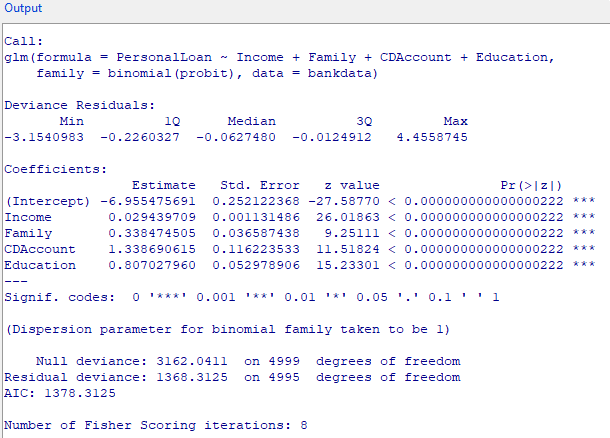 Output
Call:
glm(formula = PersonalLoan ~ Income + Family + CDAccount + Education,
    family = binomial(probit), data = bankdata)
Deviance Residuals:
       Min          1Q      Median          3Q         Max
-3.1540983  -0.2260327  -0.0627480  -0.0124912   4.4558745
Coefficients:
                Estimate   Std. Error   z value               Pr(>|z|)
(Intercept) -6.955475691  0.252122368 -27.58770 < 0.000000000000000222 ***
Income       0.029439709  0.001131486  26.01863 < 0.000000000000000222 ***
Family       0.338474505  0.036587438   9.25111 < 0.000000000000000222 ***
CDAccount    1.338690615  0.116223533  11.51824 < 0.000000000000000222 ***
Education    0.807027960  0.052978906  15.23301 < 0.000000000000000222 ***
---
Signif. codes:  0 '***' 0.001 '**' 0.01 '*' 0.05 '.' 0.1 ' ' 1
(Dispersion parameter for binomial family taken to be 1)
    Null deviance: 3162.0411  on 4999  degrees of freedom
Residual deviance: 1368.3125  on 4995  degrees of freedom
AIC: 1378.3125
Number of Fisher Scoring iterations: 8